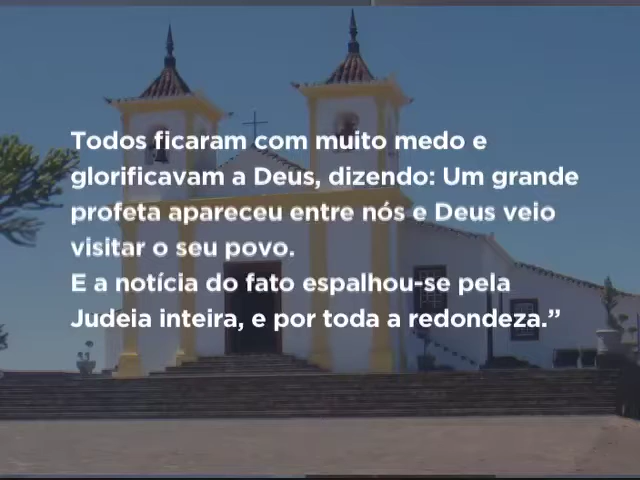 Todos ficaram com muito medo e
glorificavam a Deus, dizendo: Um grande
profeta apareceu entre nós e Deus veio
visitar o seu povo.
E a notícia do fato espalhou-se pela
Judeia inteira, e por toda a redondeza.”